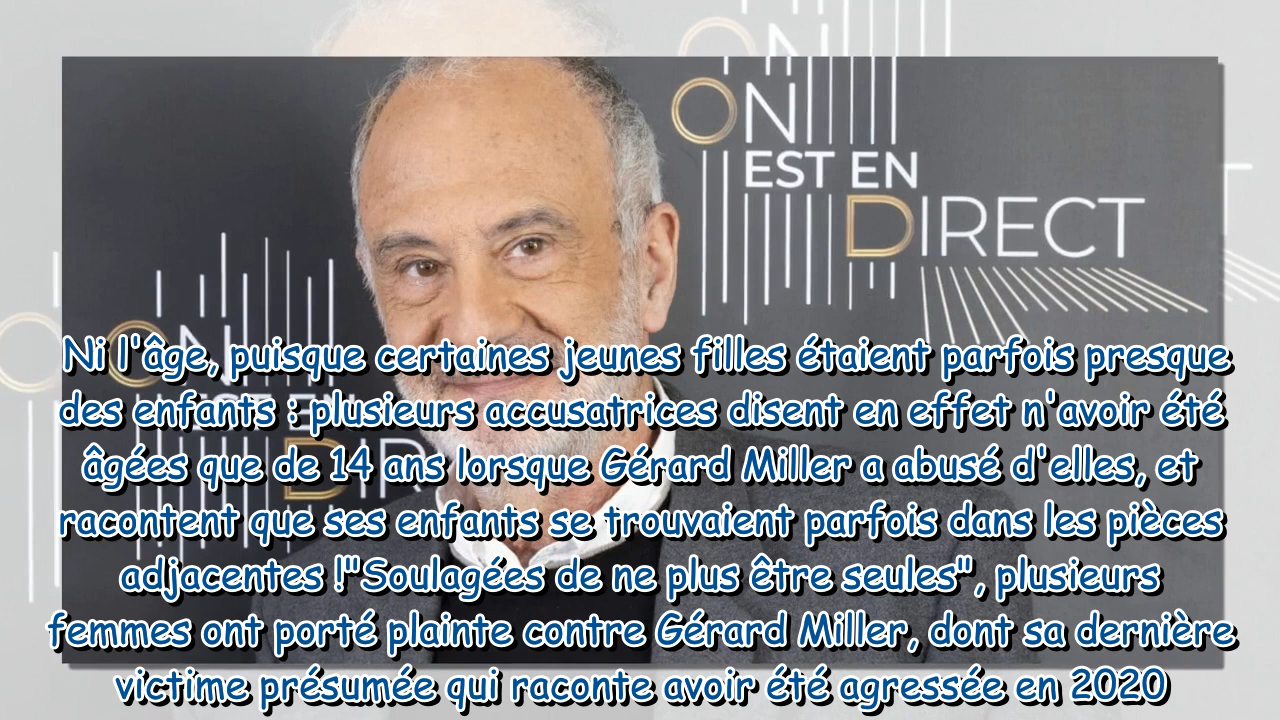 ON
ON
EST EN
DIRECT
Ni l'âge, puisque certaines jeunes filles étaient parfois presque
des enfants : plusieurs accusatrices disent en effet n'avoir été
âgées que de 14 ans lorsque Gérard Miller a abusé d'elles, et
racontent que ses enfants se trouvaient parfois dans les pièces
adjacentes !"Soulagées de ne plus être seules", plusieurs
femmes ont porté plainte contre Gérard Miller, dont sa dernière
victime présumée qui raconte avoir été agressée en 2020